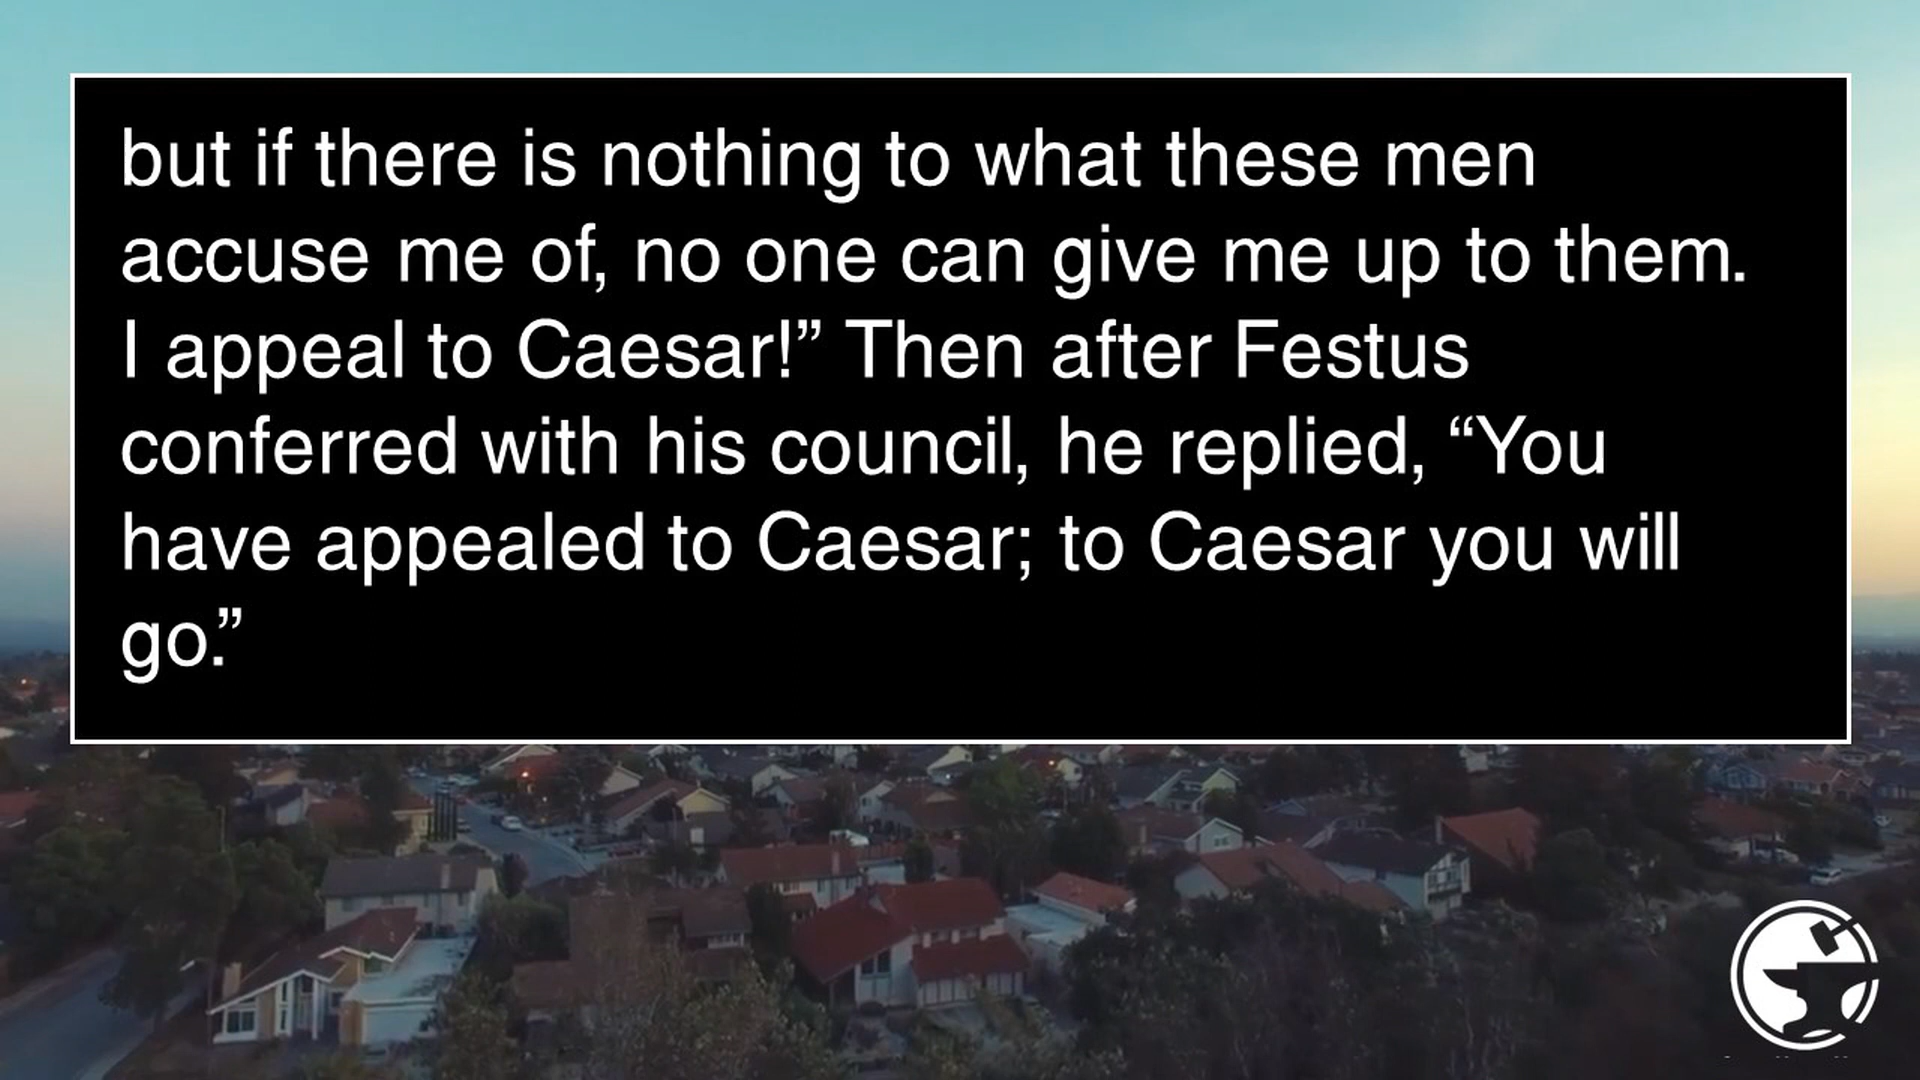 but if there is nothing to what these men
accuse me of, no one can give me up to them.
I appeal to Caesar!” Then after Festus
conferred with his council, he replied, “You
have appealed to Caesar; to Caesar you will
go.”